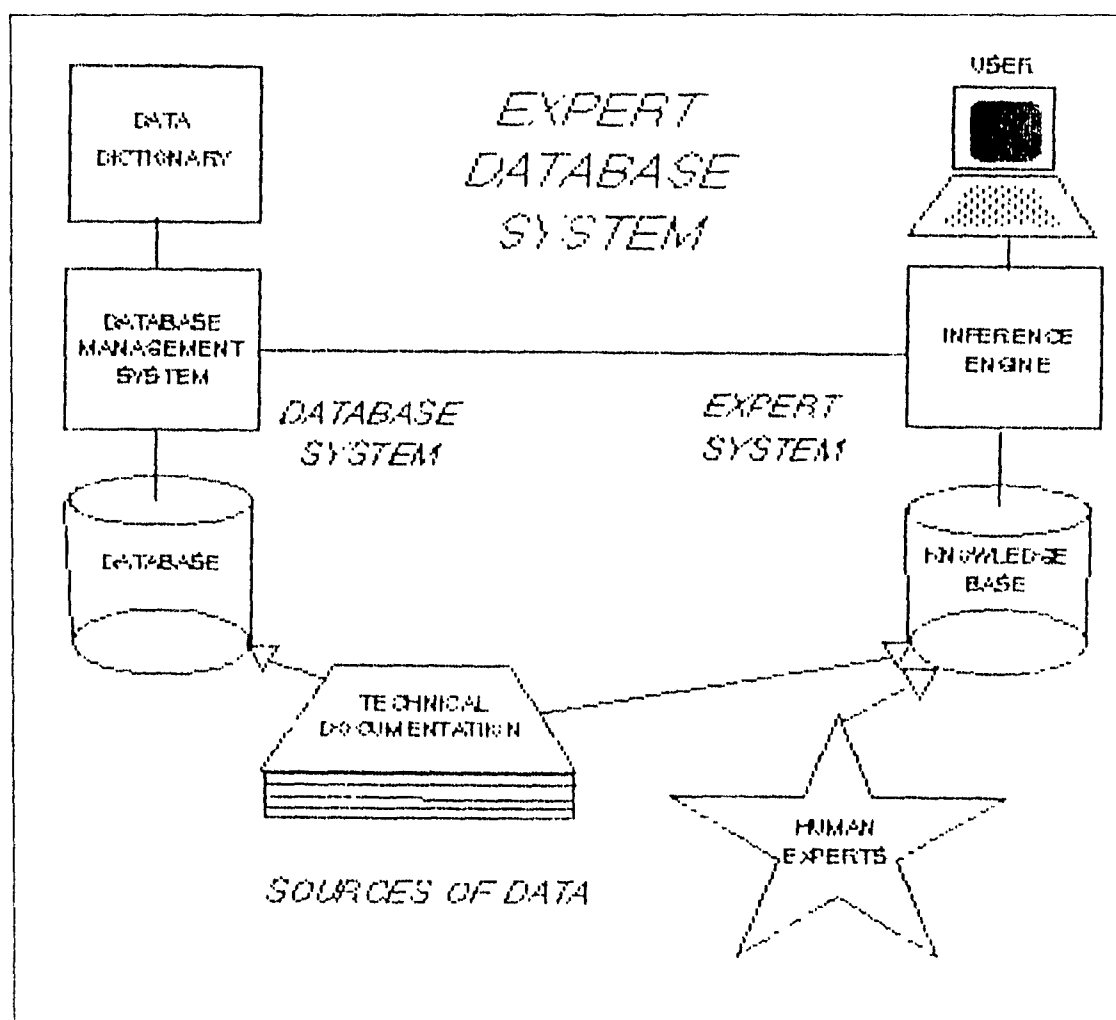 USER
DATA
DICTIONARY
EXPERT
DATABASE
SYSTEM
DATABASE
MANAGEMENT
SYSTEM
INFERENCE
ENGINE
DATABASE
SYSTEM
EXPERT
SYSTEM
DATABASE
KNOWLEDGE
BASE
TECHNICAL
DOCUMENTATION
HUMAN
EXPERTS
SOURCES OF DATA